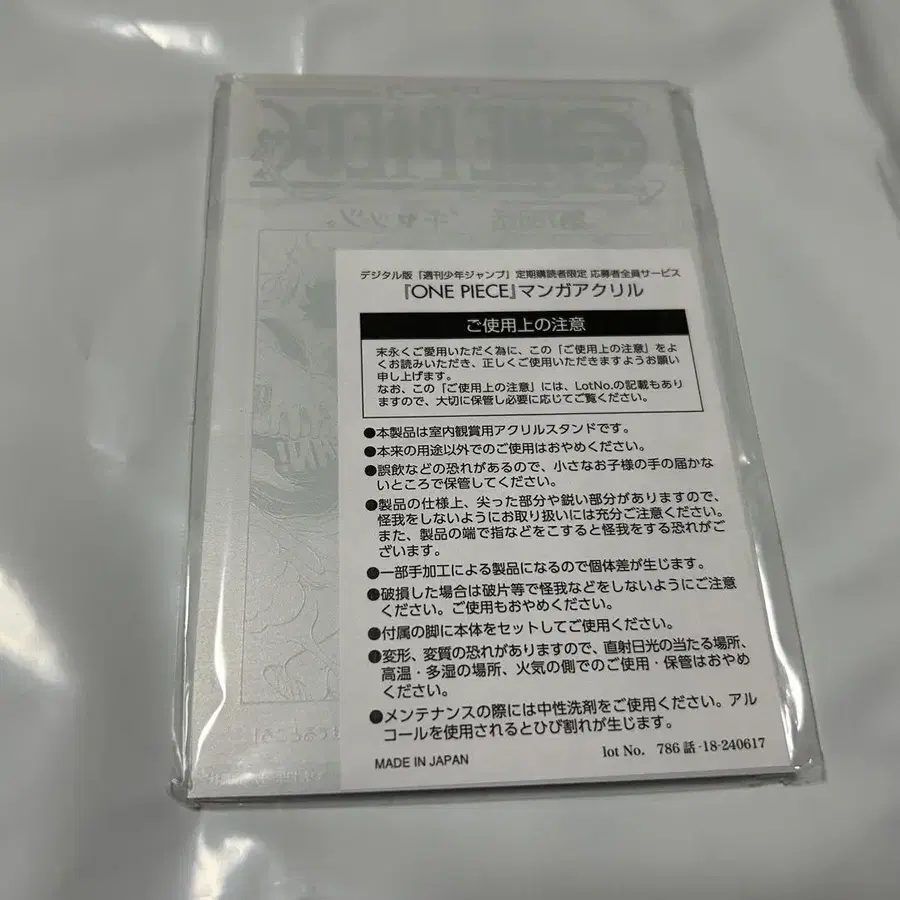 ONE PIECE
"ギャッツ"
デジタル版「週刊少年ジャンプ」定期購読者限定 応募者全員サービス
『ONE PIECE』マンガアクリル
ご使用上の注意
末永くご愛用いただく為に、この「ご使用上の注意」をよ
くお読みいただき、正しくご使用いただきますようお願い
申し上げます。
なお、この「ご使用上の注意」には、LotNo.の記載もあり
ますので、大切に保管し必要に応じてご覧ください。
●本製品は室内観賞用アクリルスタンドです。
●本来の用途以外でのご使用はおやめください。
●誤飲などの恐れがあるので、小さなお子様の手の届かな
いところで保管してください。
●製品の仕様上、尖った部分や鋭い部分がありますので、
怪我をしないようにお取り扱いには充分ご注意ください。
また、製品の端で指などをこすると怪我をする恐れがご
ざいます。
●一部手加工による製品になるので個体差が生じます。
●破損した場合は破片等で怪我などをしないようにご注意
ください。ご使用もおやめください。
●付属の脚に本体をセットしてご使用ください。
●変形、変質の恐れがありますので、直射日光の当たる場所、
高温・多湿の場所、火気の側でのご使用・保管はおやめ
ください。
●メンテナンスの際には中性洗剤をご使用ください。アル
コールを使用されるとひび割れが生じます。
MADE IN JAPAN
lot No. 786話-18-240617